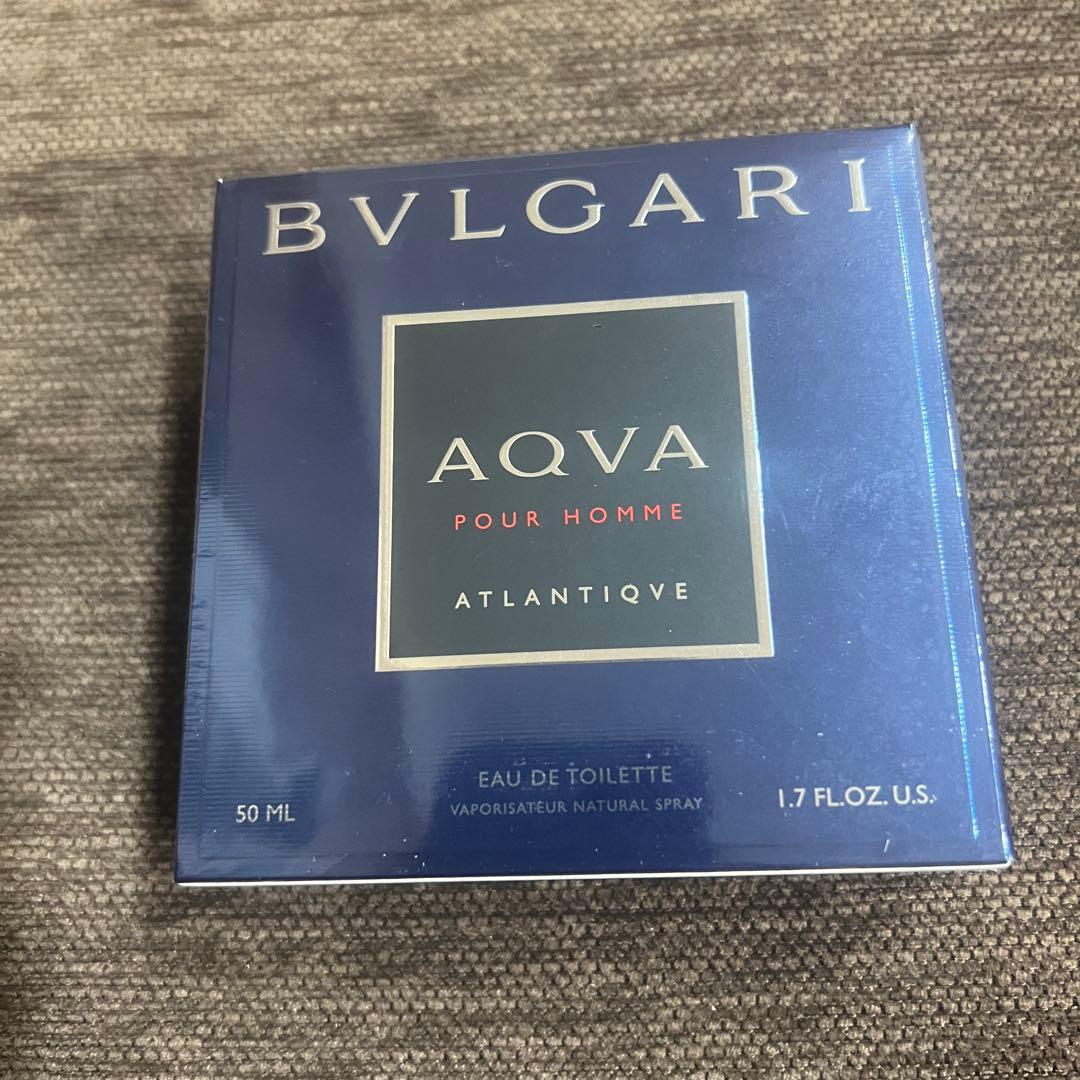 BVLGARI
AQVA
POUR HOMME
ATLANTIQVE
EAU DE TOILETTE
VAPORISATEUR NATURAL SPRAY
50 ML
1.7 FL.OZ. U.S.